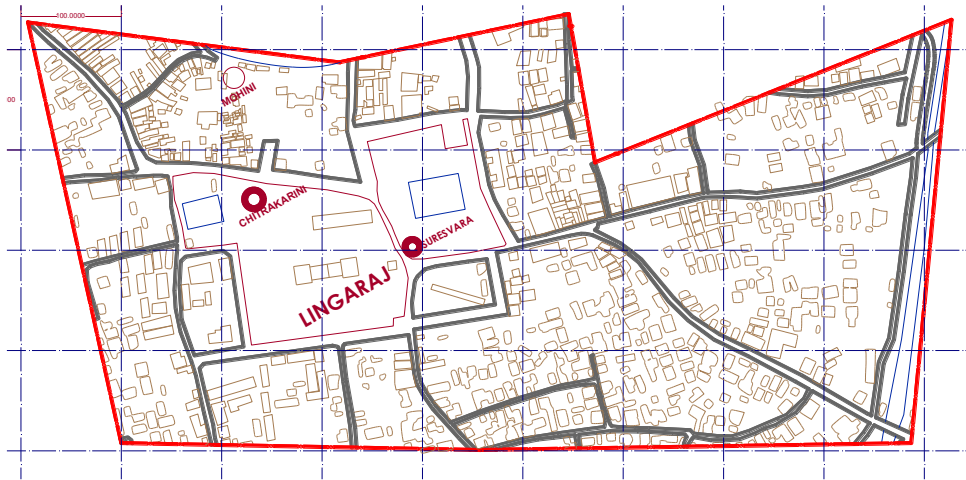 100.0000
00
MOHINI
CHITRAKARINI
SURESVARA
LINGARAJ